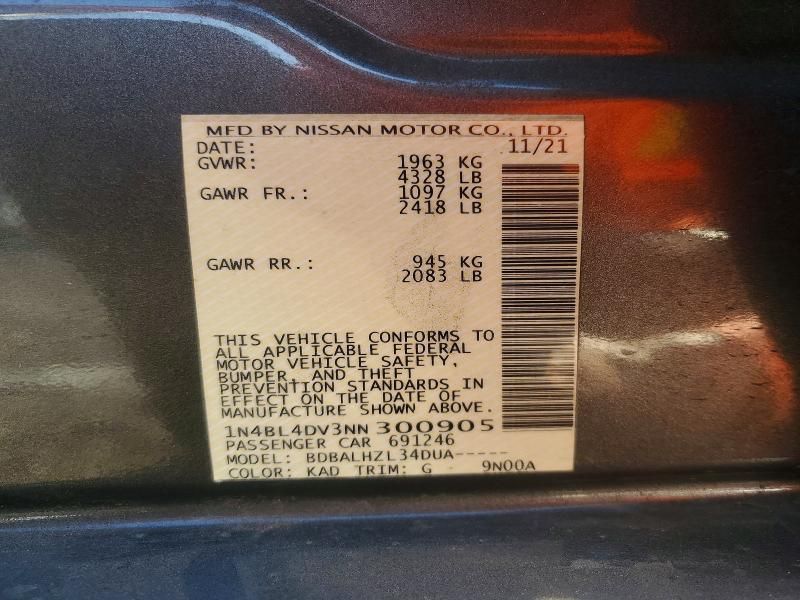 MFD BY NISSAN MOTOR CO., LTD.
DATE: 11/21
GVWR: 1963 KG
4328 LB
GAWR FR.: 1097 KG
2418 LB
GAWR RR.: 945 KG
2083 LB
THIS VEHICLE CONFORMS TO
ALL APPLICABLE FEDERAL
MOTOR VEHICLE SAFETY,
BUMPER, AND THEFT
PREVENTION STANDARDS IN
EFFECT ON THE DATE OF
MANUFACTURE SHOWN ABOVE.
1N4BL4DV3NN 300905
PASSENGER CAR 691246
MODEL: BDBALHZL34DUA-----
COLOR: KAD TRIM: G - 9N00A